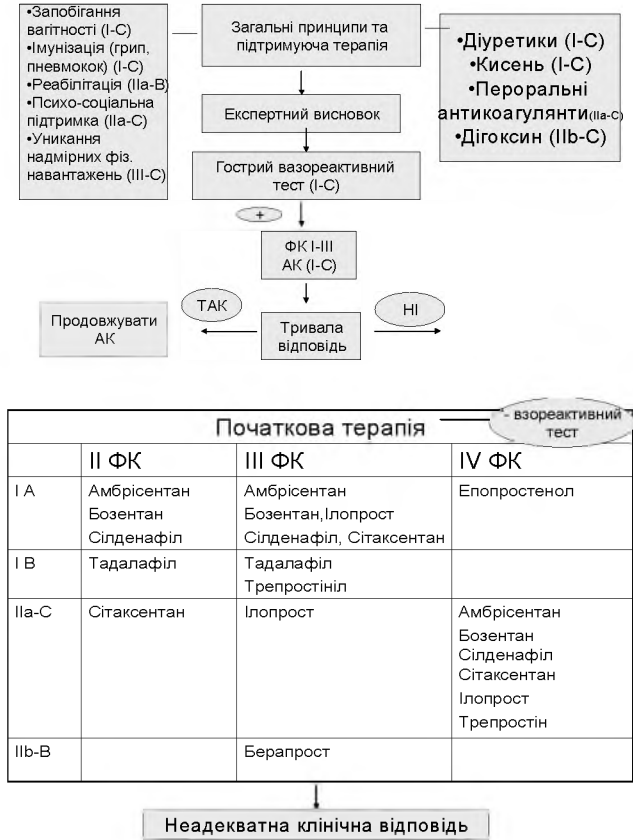 •Запобігання
вагітності (I-C)
•Імунізація (грип,
пневмокок) (I-C)
•Реабілітація (IIa-B)
•Психо-соціальна
підтримка (IIa-C)
•Уникання
надмірних фіз.
навантажень (III-C)
Загальні принципи та
підтримуюча терапія
•Діуретики (I-C)
•Кисень (I-C)
•Пероральні
антикоагулянти(IIa-C)
•Дігоксин (IIb-C)
Експертний висновок
Гострий вазореактивний
тест (I-C)
+
ФК I-III
АК (I-C)
ТАК
НІ
Продовжувати
АК
Тривала
відповідь
Початкова терапія
- взореактивний
тест
II ФК III ФК IV ФК
I A Амбрісентан Амбрісентан Епопростенол
Бозентан Бозентан,Ілопрост
Сілденафіл Сілденафіл, Сітаксентан
I B Тадалафіл Тадалафіл
Трепростініл
IIa-C Сітаксентан Ілопрост Амбрісентан
Бозентан
Сілденафіл
Сітаксентан
Ілопрост
Трепростін
IIb-B Берапрост
Неадекватна клінічна відповідь